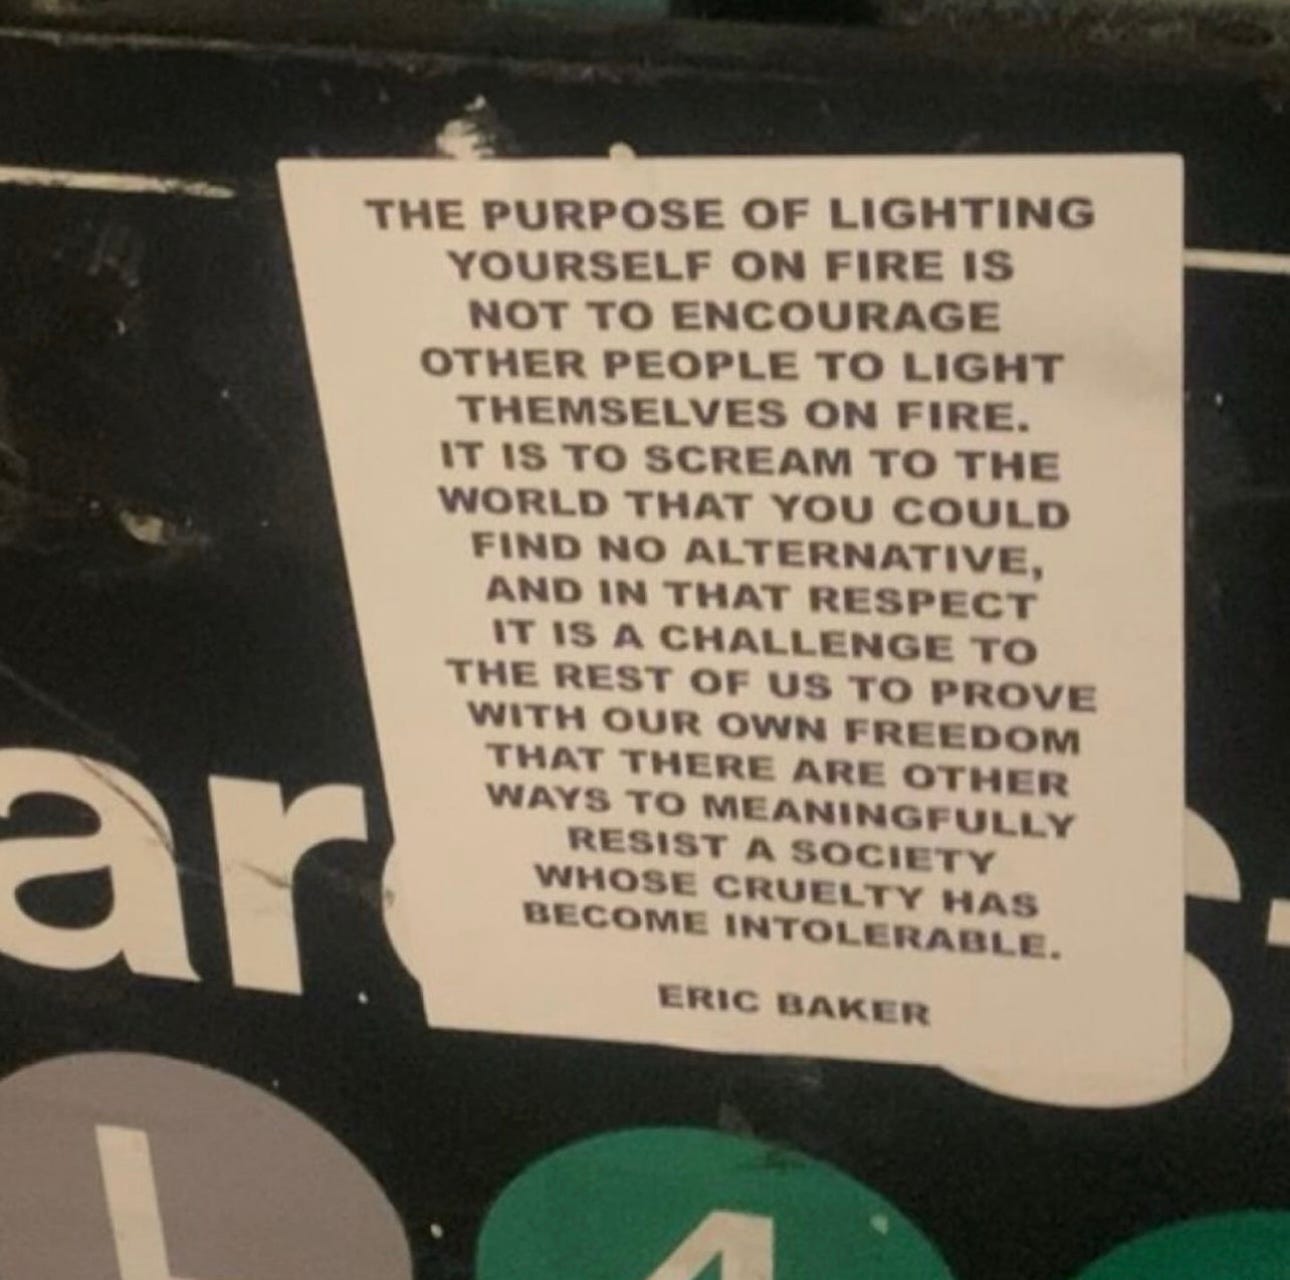 THE PURPOSE OF LIGHTING
YOURSELF ON FIRE IS
NOT TO ENCOURAGE
OTHER PEOPLE TO LIGHT
THEMSELVES ON FIRE.
IT IS TO SCREAM TO THE
WORLD THAT YOU COULD
FIND NO ALTERNATIVE,
AND IN THAT RESPECT
IT IS A CHALLENGE TO
THE REST OF US TO PROVE
WITH OUR OWN FREEDOM
THAT THERE ARE OTHER
WAYS TO MEANINGFULLY
RESIST A SOCIETY
WHOSE CRUELTY HAS
BECOME INTOLERABLE.
ERIC BAKER
ar
L 4